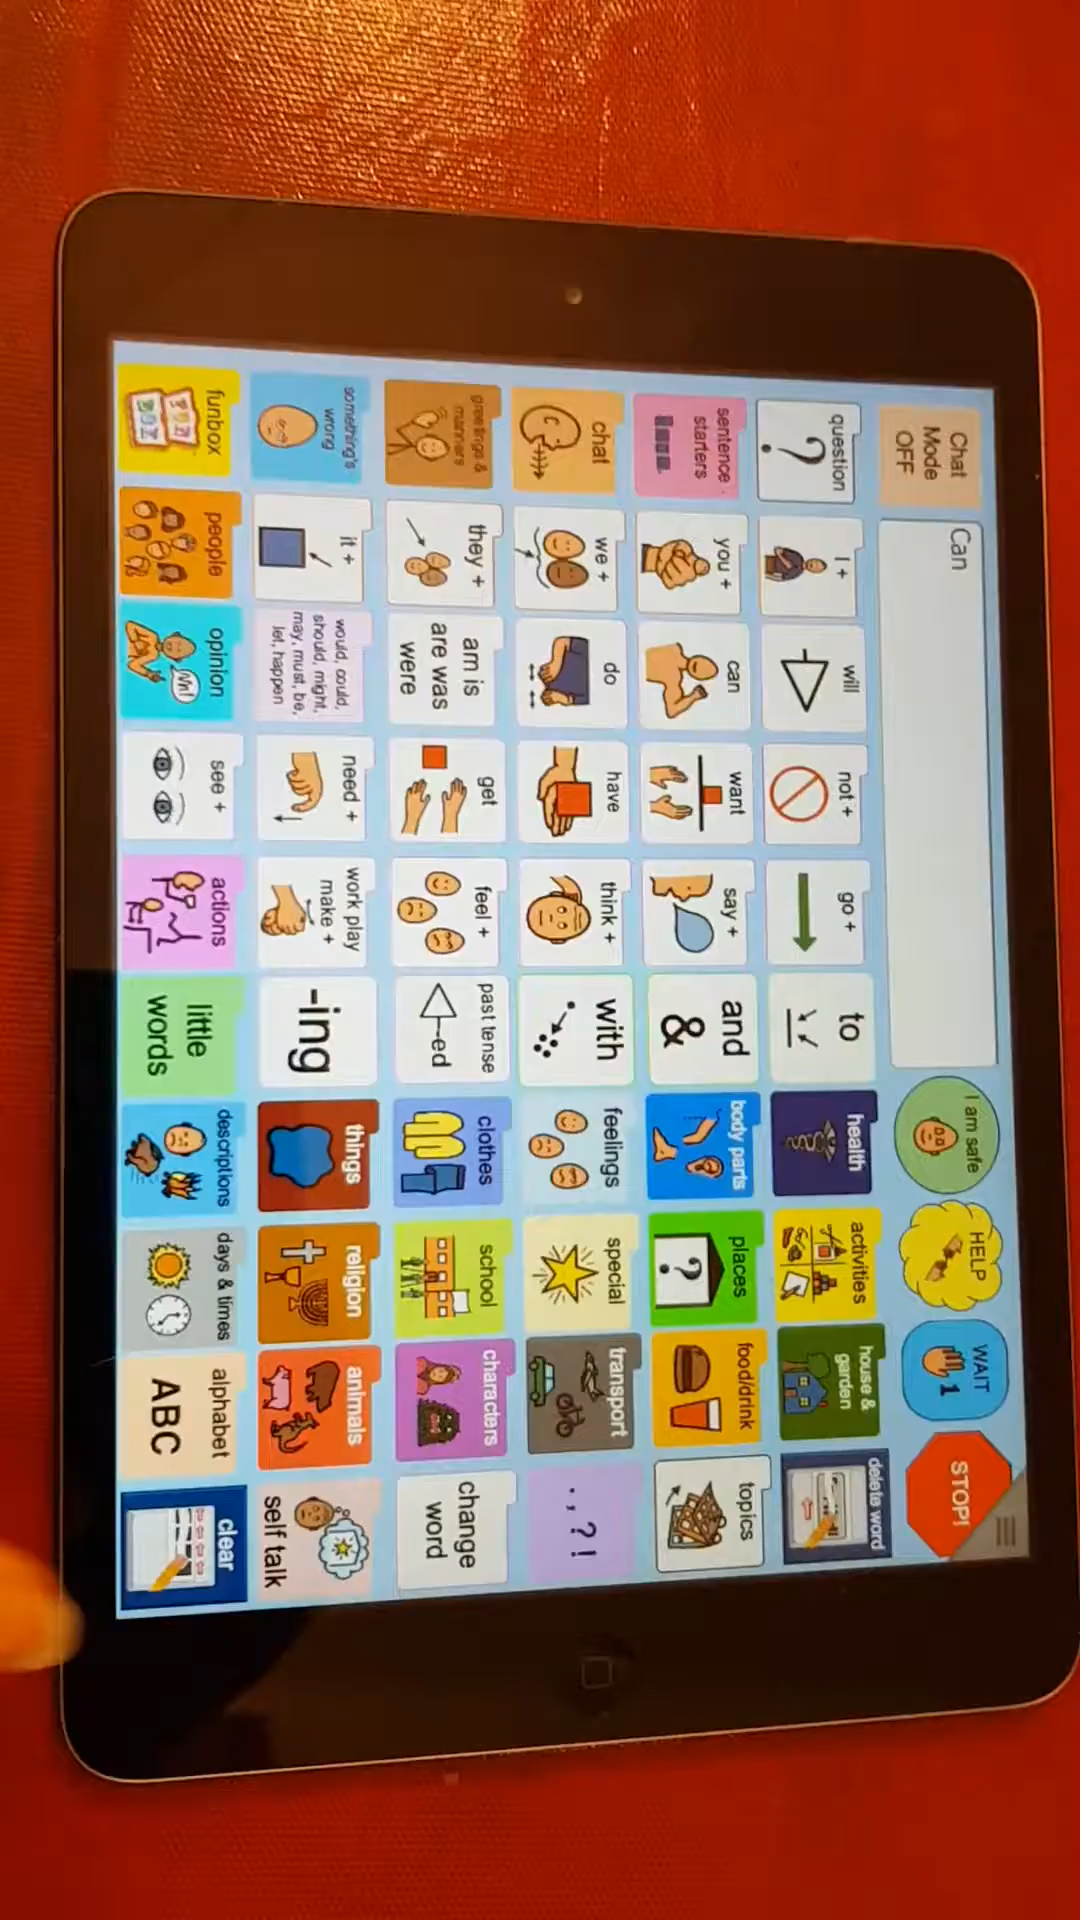 Chat
Mode
OFF
Can
I am safe
HELP
WAIT
1
STOP!
question
?
I +
will
not +
go +
to
health
activities
house &
garden
delete word
sentence
starters
you +
can
want
say +
and
&
body parts
places
?
food/drink
topics
chat
we +
do
have
think +
with
feelings
special
transport
. , ? !
greetings &
manners
they +
am is
are was
were
get
feel +
past tense
-ed
clothes
school
characters
change
word
something's
wrong
it +
would, could,
should, might,
may, must, be,
let, happen
need +
work play
make +
-ing
things
religion
animals
self talk
funbox
FUN
BOX
people
opinion
see +
actions
little
words
descriptions
days & times
alphabet
ABC
clear